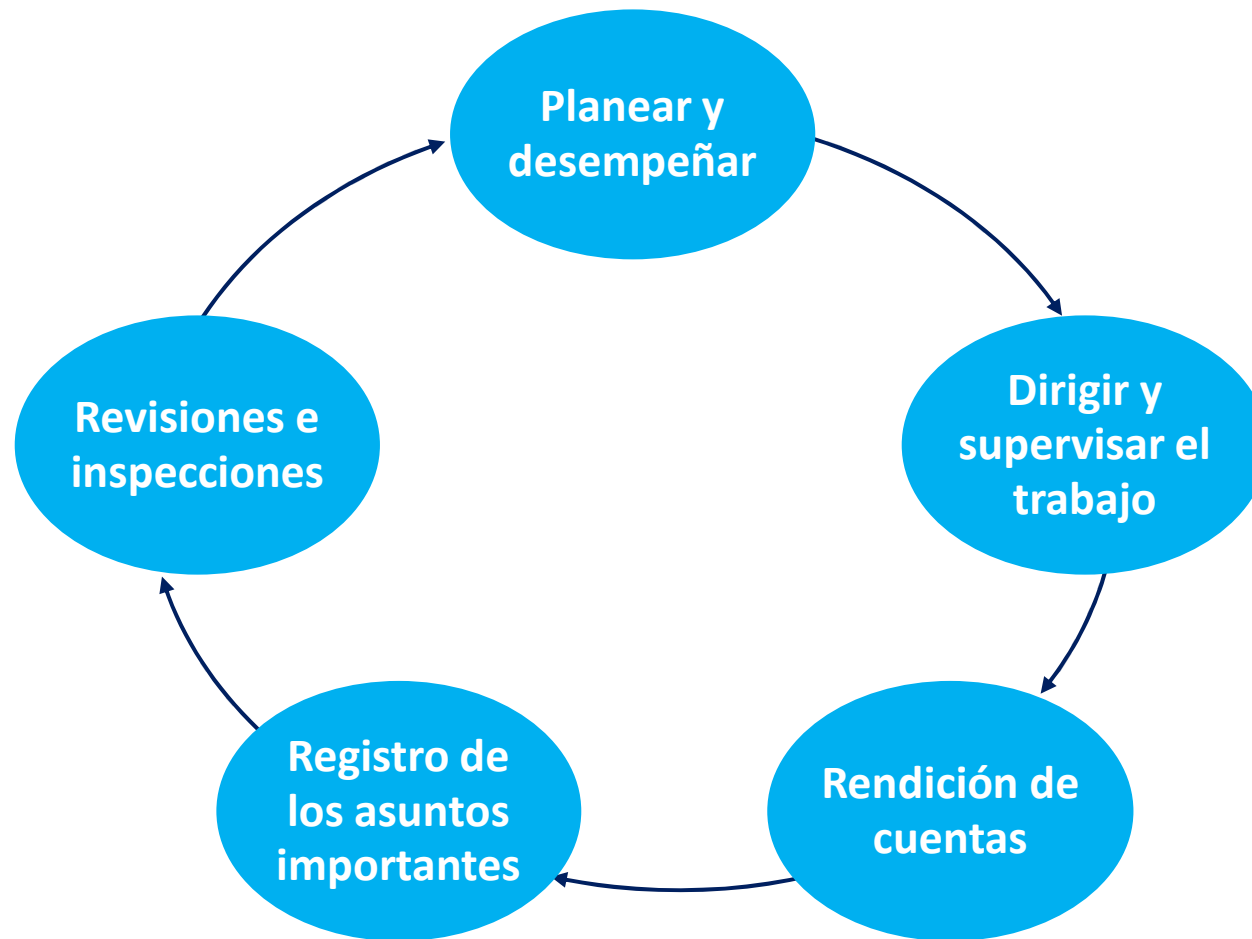 Planear y
desempeñar
Dirigir y
supervisar el
trabajo
Rendición de
cuentas
Registro de
los asuntos
importantes
Revisiones e
inspecciones